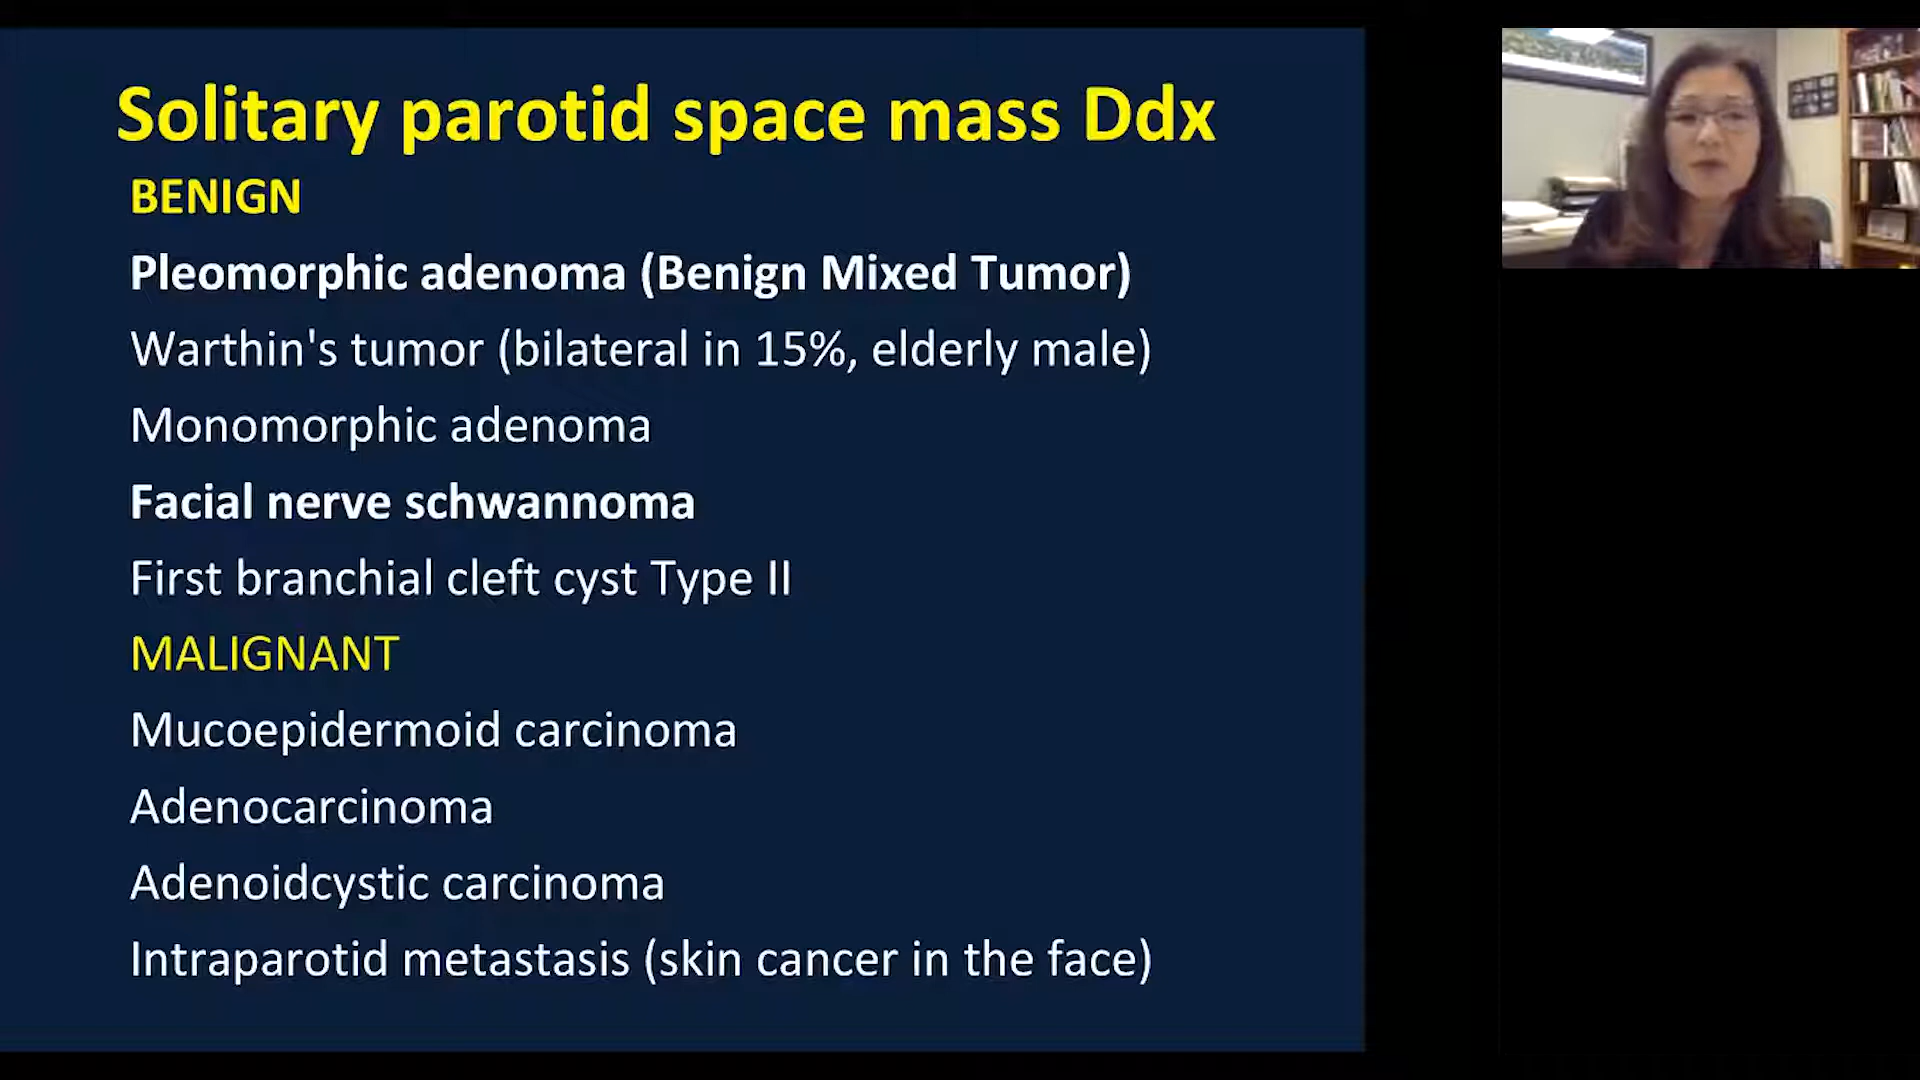 Solitary parotid space mass Ddx
BENIGN
Pleomorphic adenoma (Benign Mixed Tumor)
Warthin's tumor (bilateral in 15%, elderly male)
Monomorphic adenoma
Facial nerve schwannoma
First branchial cleft cyst Type II
MALIGNANT
Mucoepidermoid carcinoma
Adenocarcinoma
Adenoidcystic carcinoma
Intraparotid metastasis (skin cancer in the face)